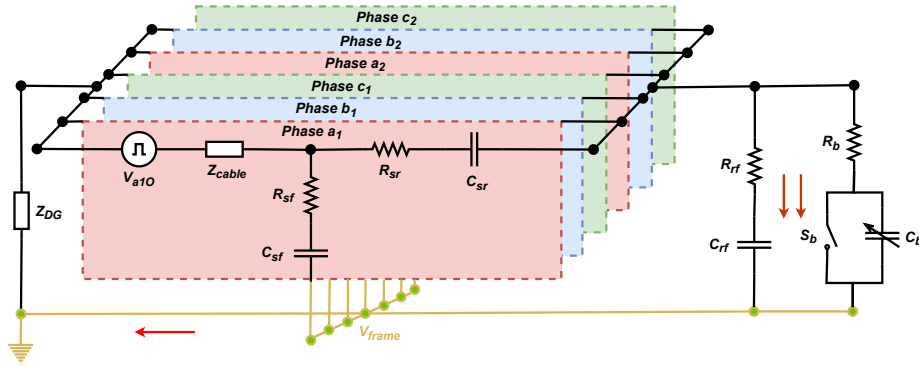 Phase c2
Phase b2
Phase a2
Phase c1
Phase b1
Phase a1
Va1O
Zcable
Rsr
Csr
Rsf
Csf
ZDG
Rrf
Crf
Rb
Sb
Cb
Vframe